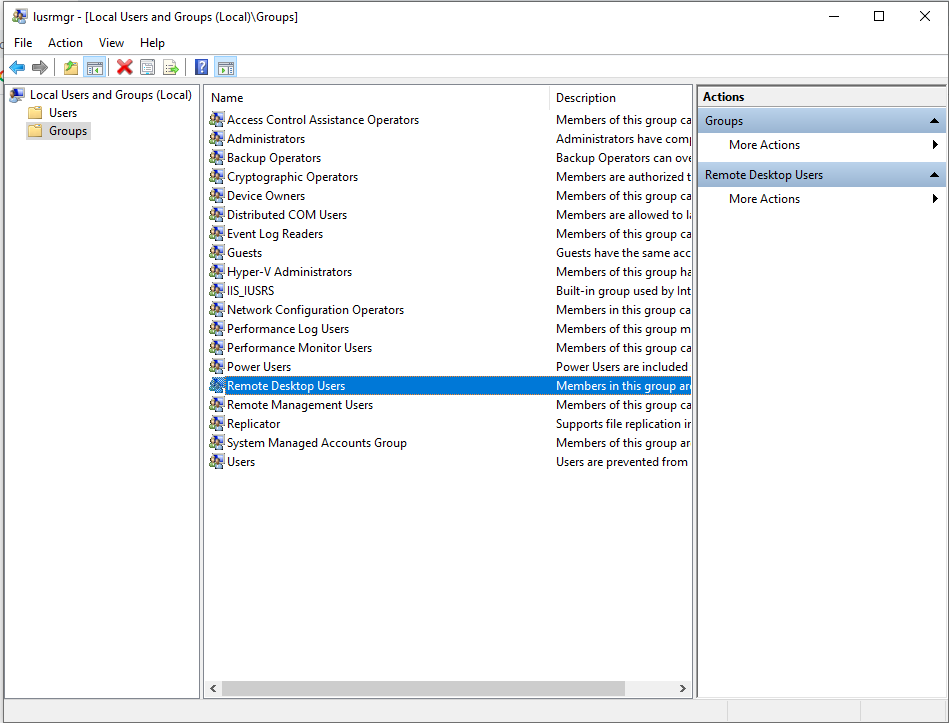 lusrmgr - [Local Users and Groups (Local)\Groups]
File Action View Help
Local Users and Groups (Local)
Users
Groups
Name Description
Access Control Assistance Operators Members of this group ca
Administrators Administrators have comp
Backup Operators Backup Operators can ove
Cryptographic Operators Members are authorized t
Device Owners Members of this group ca
Distributed COM Users Members are allowed to la
Event Log Readers Members of this group ca
Guests Guests have the same acc
Hyper-V Administrators Members of this group ha
IIS_IUSRS Built-in group used by Int
Network Configuration Operators Members in this group ca
Performance Log Users Members of this group m
Performance Monitor Users Members of this group ca
Power Users Power Users are included
Remote Desktop Users Members in this group are
Remote Management Users Members of this group ca
Replicator Supports file replication in
System Managed Accounts Group Members of this group ar
Users Users are prevented from
Actions
Groups
More Actions
Remote Desktop Users
More Actions